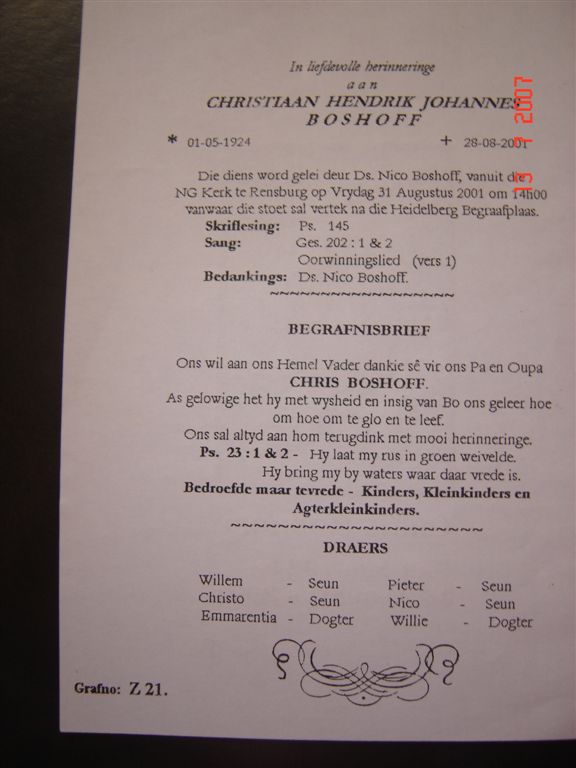 In liefdevolle herinneringe
aan
CHRISTIAAN HENDRIK JOHANNES
BOSHOFF
* 01-05-1924 + 28-08-2001
Die diens word gelei deur Ds. Nico Boshoff, vanuit die
NG Kerk te Rensburg op Vrydag 31 Augustus 2001 om 14h00
vanwaar die stoet sal vertek na die Heidelberg Begraafplaas.
Skriflesing: Ps. 145
Sang: Ges. 202 : 1 & 2
Oorwinningslied (vers 1)
Bedankings: Ds. Nico Boshoff.
~~~~~~~~~~~~~~~~~~~
BEGRAFNISBRIEF
Ons wil aan ons Hemel Vader dankie sê vir ons Pa en Oupa
CHRIS BOSHOFF.
As gelowige het hy met wysheid en insig van Bo ons geleer hoe
om hoe om te glo en te leef.
Ons sal altyd aan hom terugdink met mooi herinneringe.
Ps. 23 : 1 & 2 - Hy laat my rus in groen weivelde.
Hy bring my by waters waar daar vrede is.
Bedroefde maar tevrede - Kinders, Kleinkinders en
Agterkleinkinders.
~~~~~~~~~~~~~~~~~~~~~~~~
DRAERS
Willem - Seun Pieter - Seun
Christo - Seun Nico - Seun
Emmarentia - Dogter Willie - Dogter
Grafno: Z 21.
2007